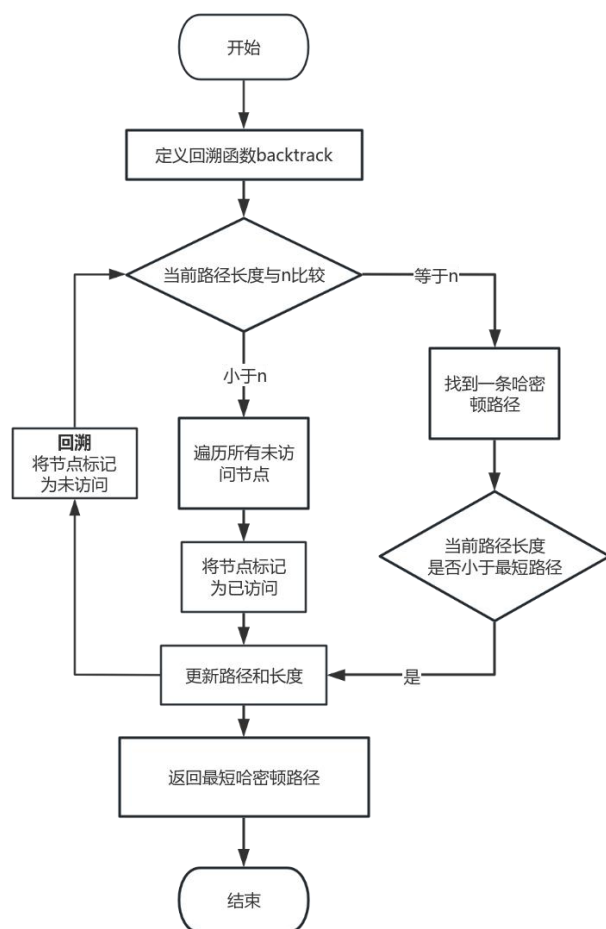 开始
定义回溯函数backtrack
当前路径长度与n比较
等于n
小于n
找到一条哈密
顿路径
回溯
将节点标记
为未访问
遍历所有未访
问节点
当前路径长度
是否小于最短路径
将节点标记
为已访问
更新路径和长度
是
返回最短哈密顿路径
结束